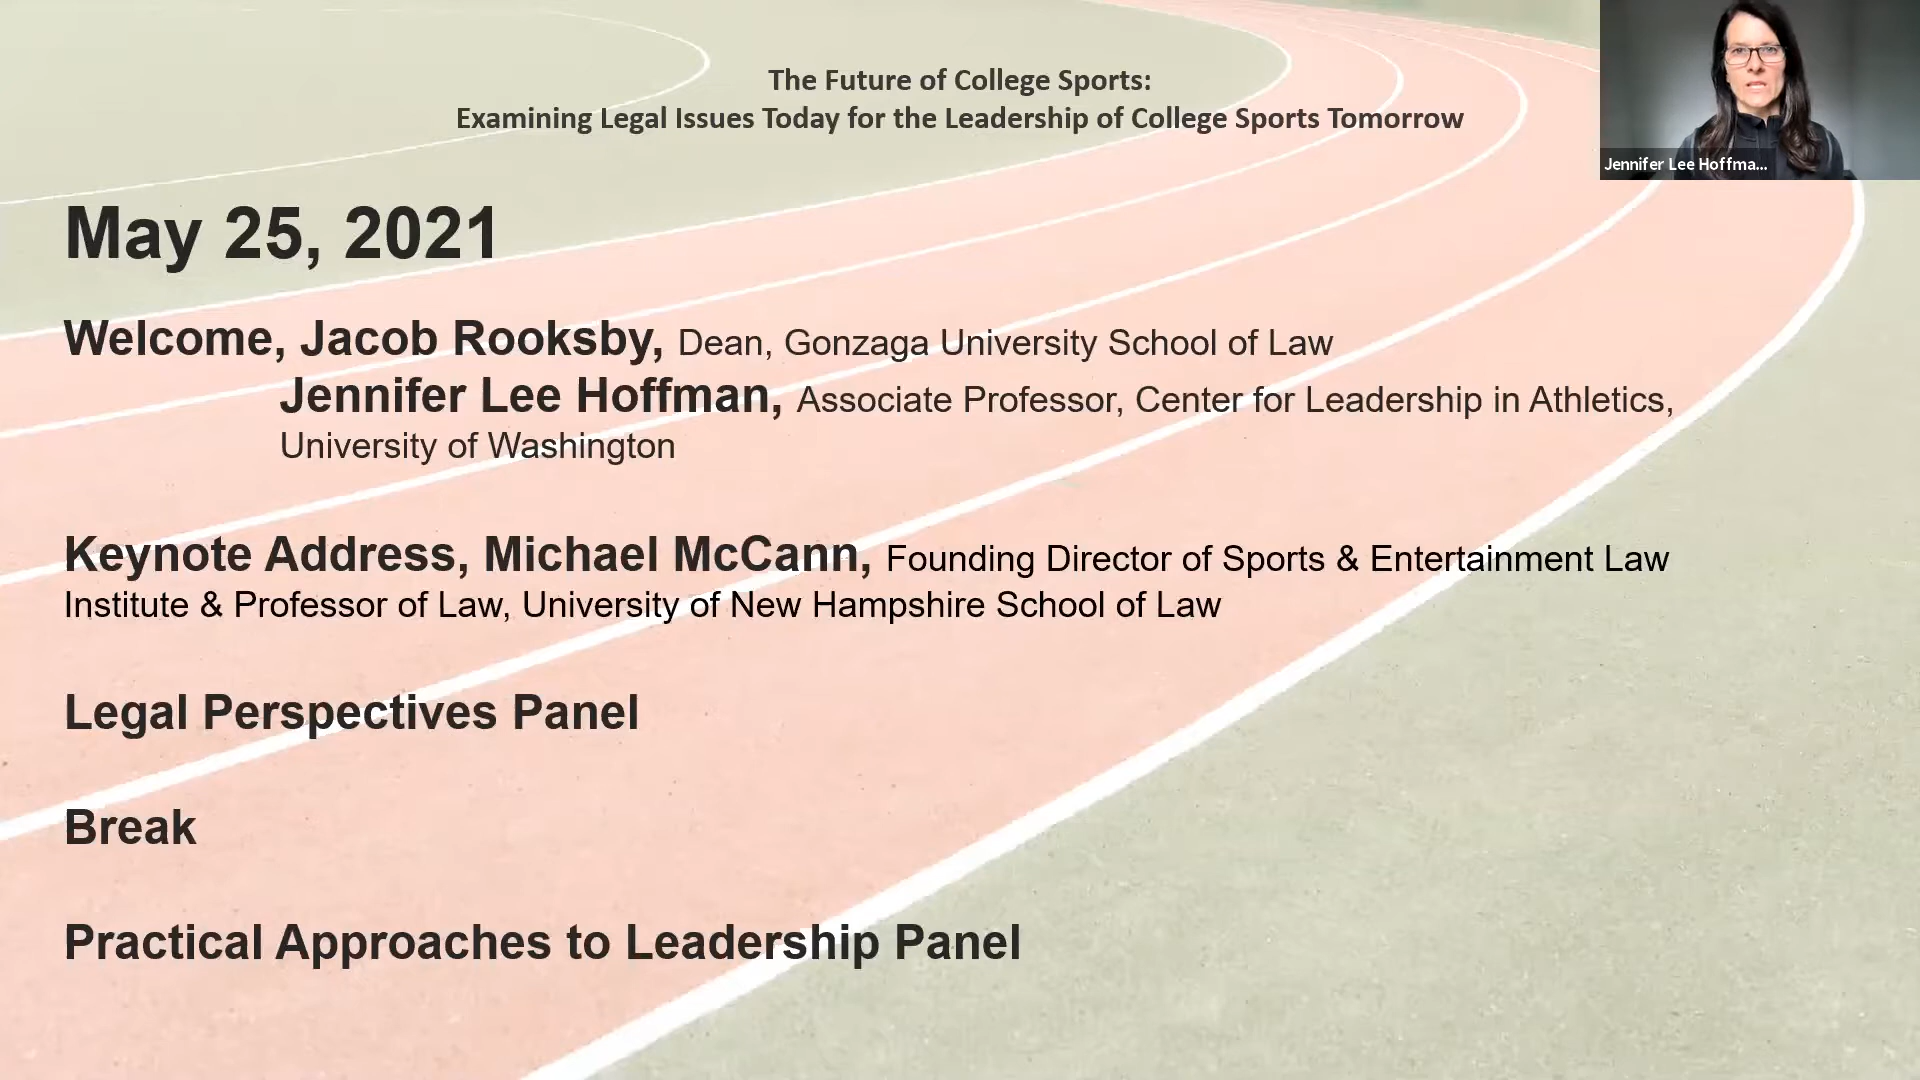 The Future of College Sports:
Examining Legal Issues Today for the Leadership of College Sports Tomorrow
Jennifer Lee Hoffma...
May 25, 2021
Welcome, Jacob Rooksby, Dean, Gonzaga University School of Law
Jennifer Lee Hoffman, Associate Professor, Center for Leadership in Athletics,
University of Washington
Keynote Address, Michael McCann, Founding Director of Sports & Entertainment Law
Institute & Professor of Law, University of New Hampshire School of Law
Legal Perspectives Panel
Break
Practical Approaches to Leadership Panel